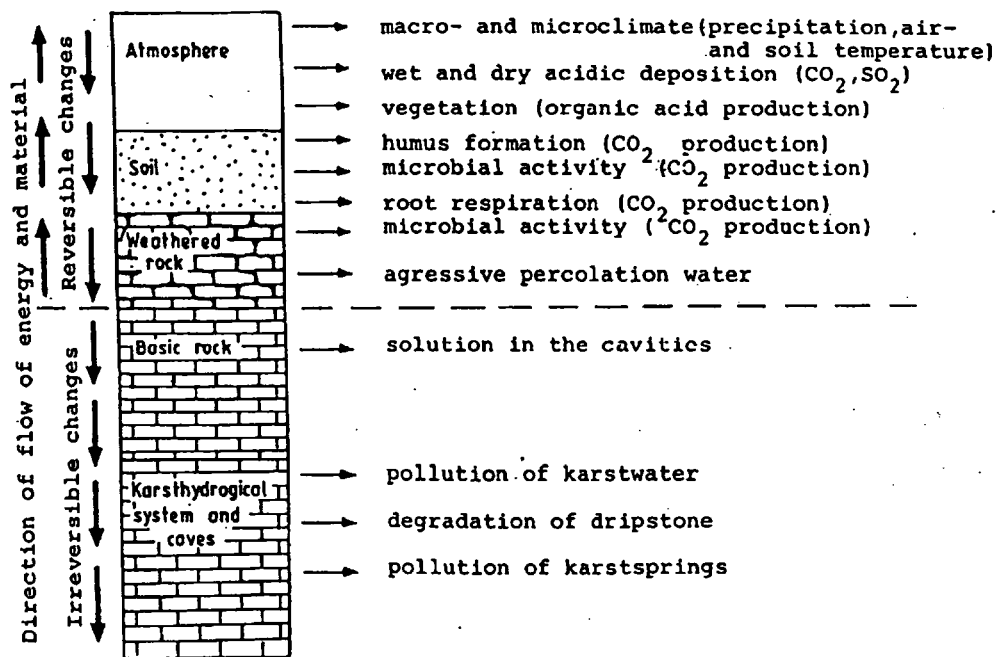 Direction of flow of energy and material
Reversible changes
Irreversible changes
Atmosphere
Soil
Weathered
rock
Basic rock
Karsthydrogical
system and
caves
macro- and microclimate(precipitation,air-
and soil temperature)
wet and dry acidic deposition (CO2,SO2)
vegetation (organic acid production)
humus formation (CO2 production)
microbial activity (CO2 production)
root respiration (CO2 production)
microbial activity (CO2 production)
agressive percolation water
solution in the cavities
pollution of karstwater
degradation of dripstone
pollution of karstsprings